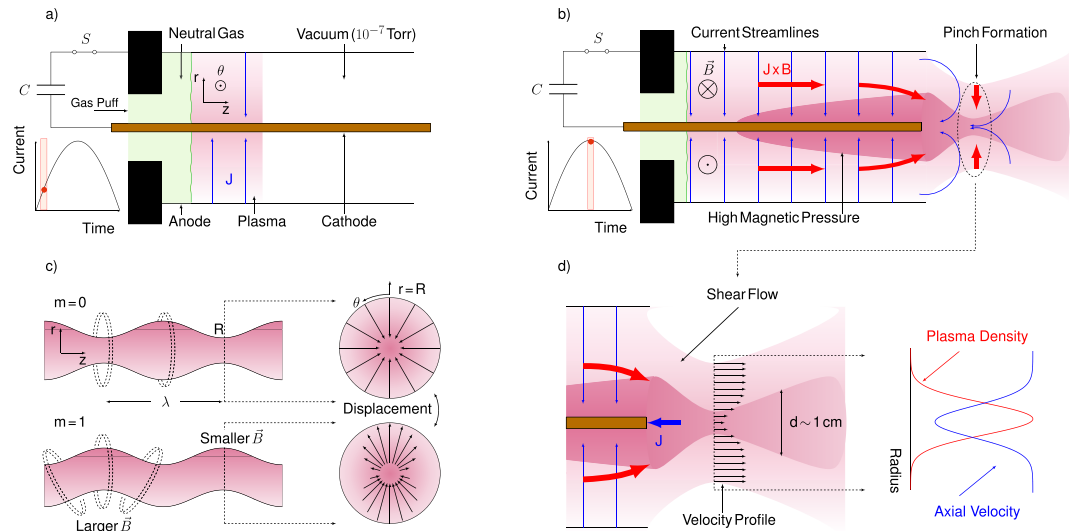 a)
S
Neutral Gas
Vacuum (10⁻⁷ Torr)
C
θ
r
z
Gas Puff
Current
J
Time
Anode
Plasma
Cathode
b)
S
Current Streamlines
Pinch Formation
C
B⃗
J x B
Current
Time
High Magnetic Pressure
c)
m = 0
θ
r = R
r
R
z
λ
Displacement
m = 1
Smaller B⃗
Larger B⃗
d)
Shear Flow
Plasma Density
d ~ 1 cm
J
Radius
Velocity Profile
Axial Velocity